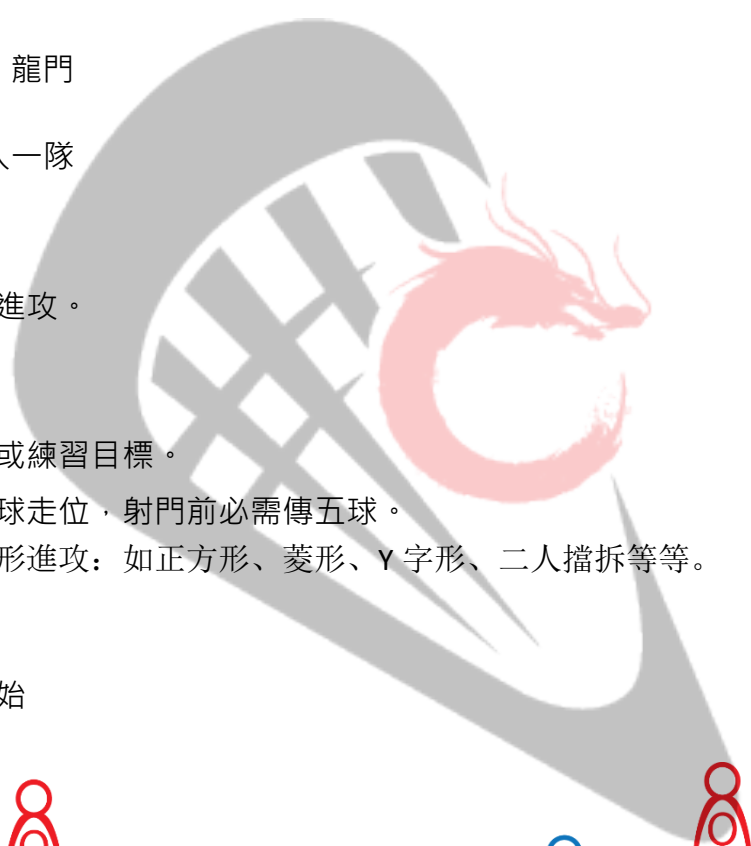 龍門
人一隊
進攻。
或練習目標。
球走位，射門前必需傳五球。
形進攻：如正方形、菱形、Y 字形、二人擋拆等等。
始